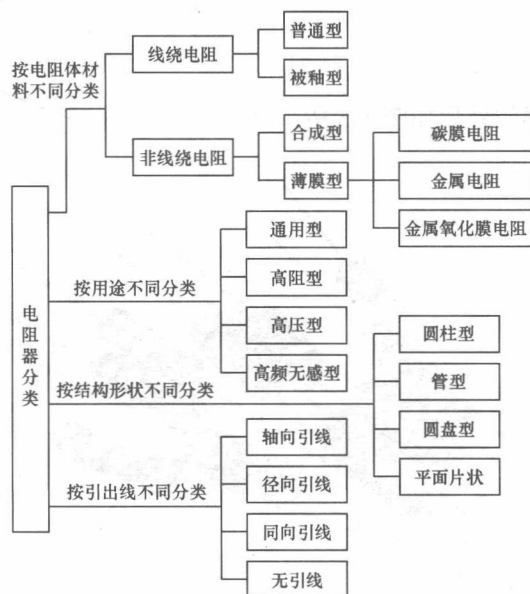 按电阻体材
料不同分类
线绕电阻
普通型
被釉型
非线绕电阻
合成型
薄膜型
碳膜电阻
金属电阻
金属氧化膜电阻
电阻器分类
按用途不同分类
通用型
高阻型
高压型
高频无感型
按结构形状不同分类
圆柱型
管型
圆盘型
平面片状
按引出线不同分类
轴向引线
径向引线
同向引线
无引线